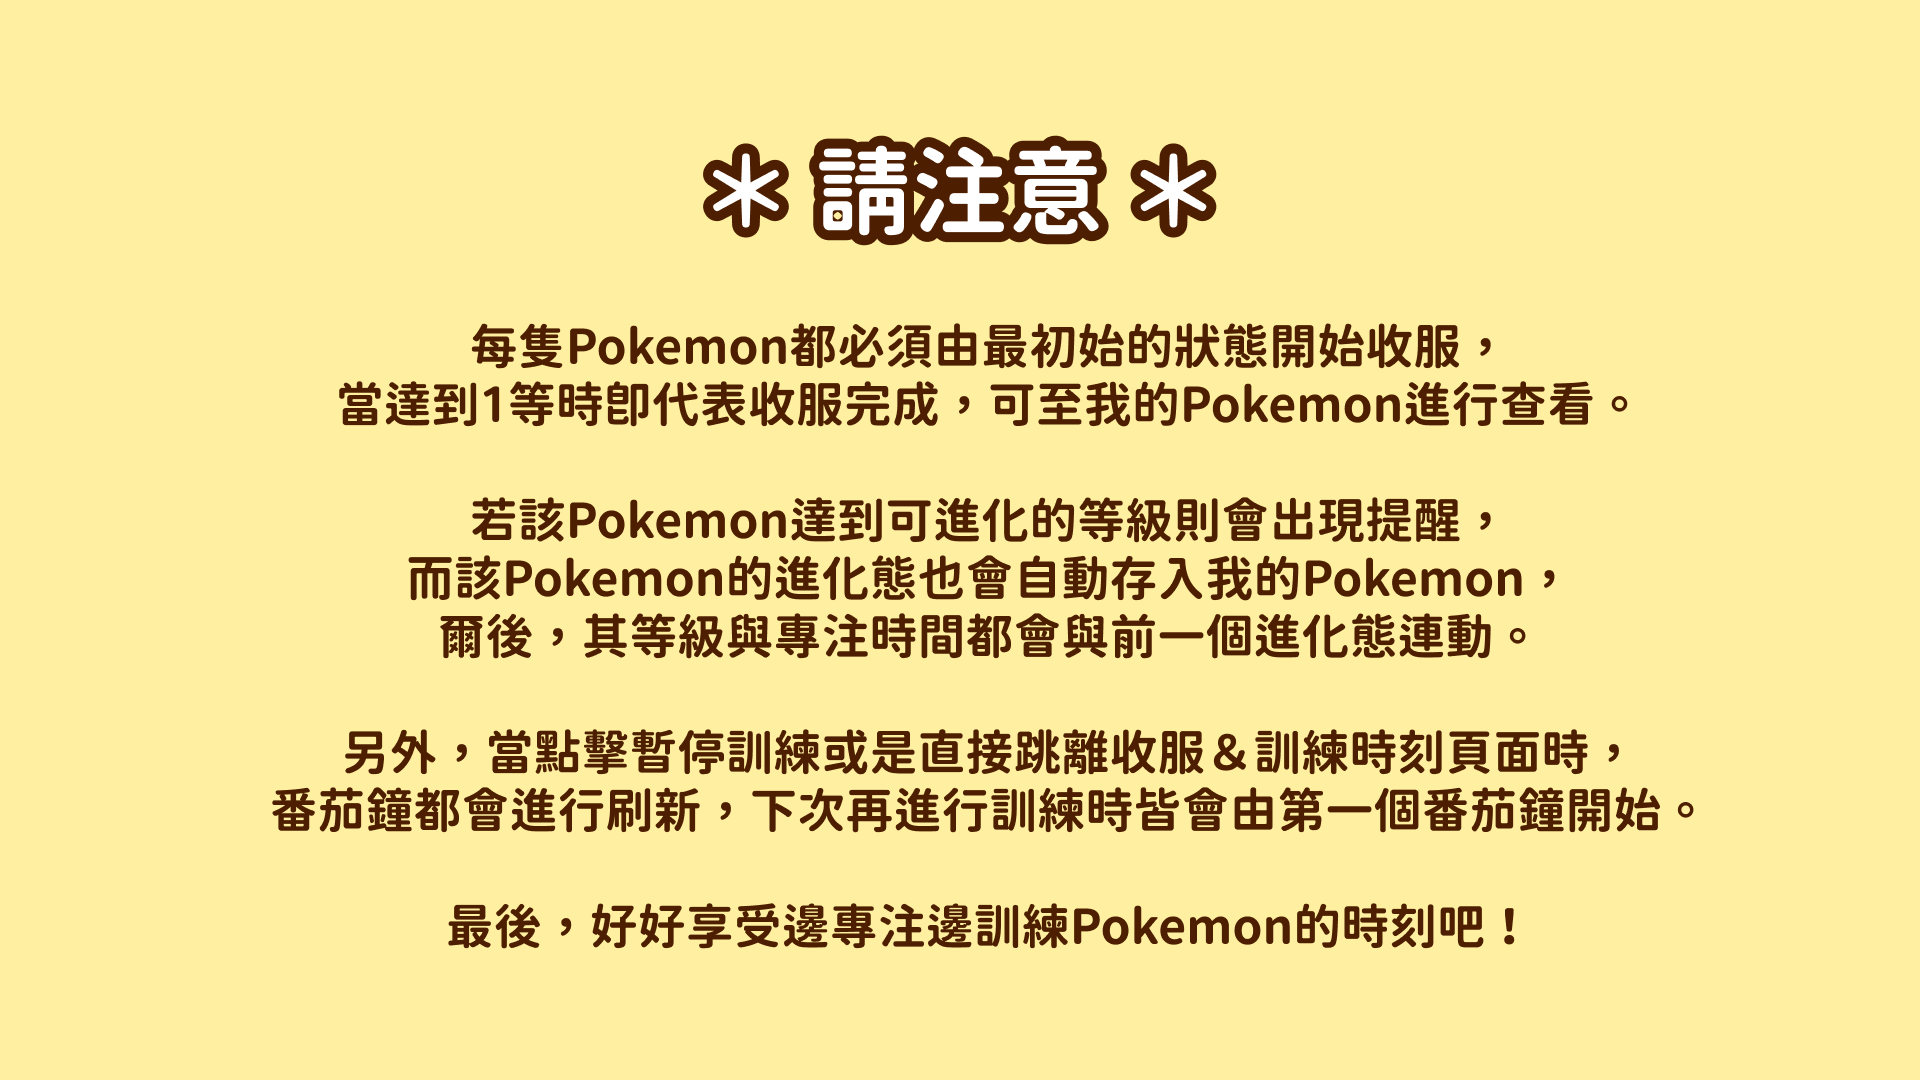 ＊ 請注意 ＊
每隻Pokemon都必須由最初始的狀態開始收服，
當達到1等時即代表收服完成，可至我的Pokemon進行查看。
若該Pokemon達到可進化的等級則會出現提醒，
而該Pokemon的進化態也會自動存入我的Pokemon，
爾後，其等級與專注時間都會與前一個進化態連動。
另外，當點擊暫停訓練或是直接跳離收服＆訓練時刻頁面時，
番茄鐘都會進行刷新，下次再進行訓練時皆會由第一個番茄鐘開始。
最後，好好享受邊專注邊訓練Pokemon的時刻吧！